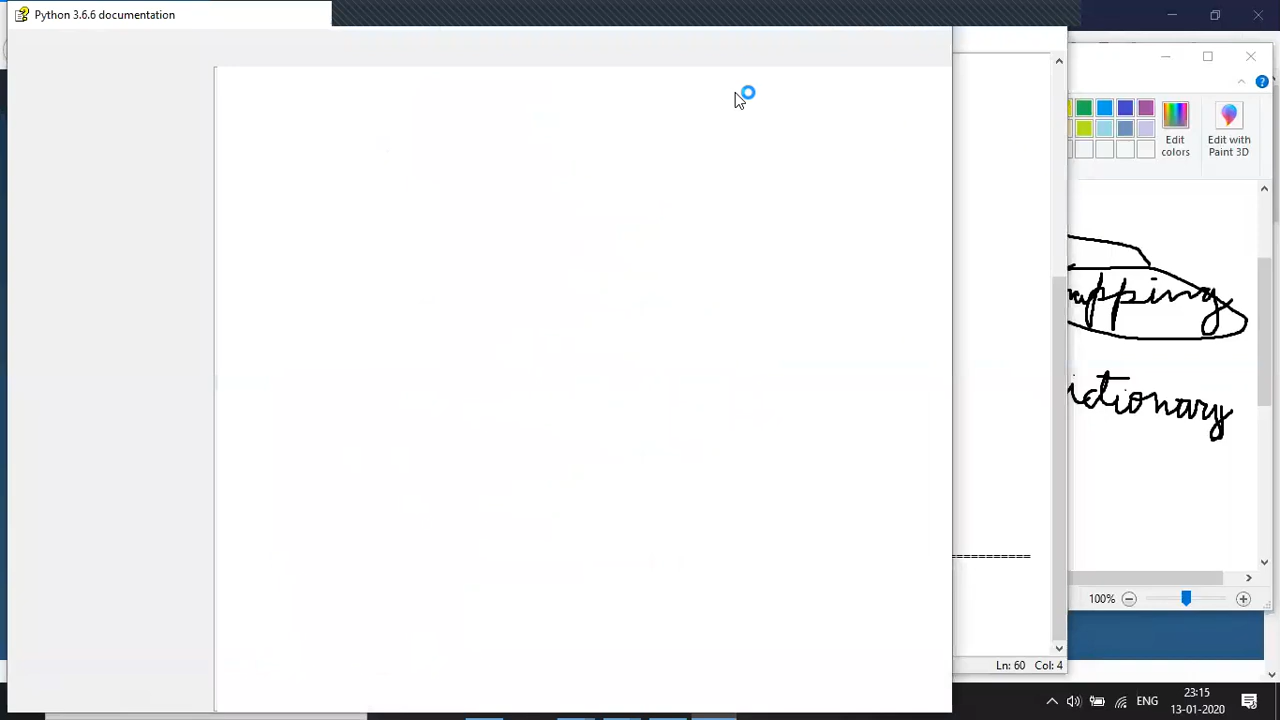 Python 3.6.6 documentation
Edit colors
Edit with Paint 3D
apping
ictionary
===========
100%
Ln: 60 Col: 4
ENG
23:15
13-01-2020